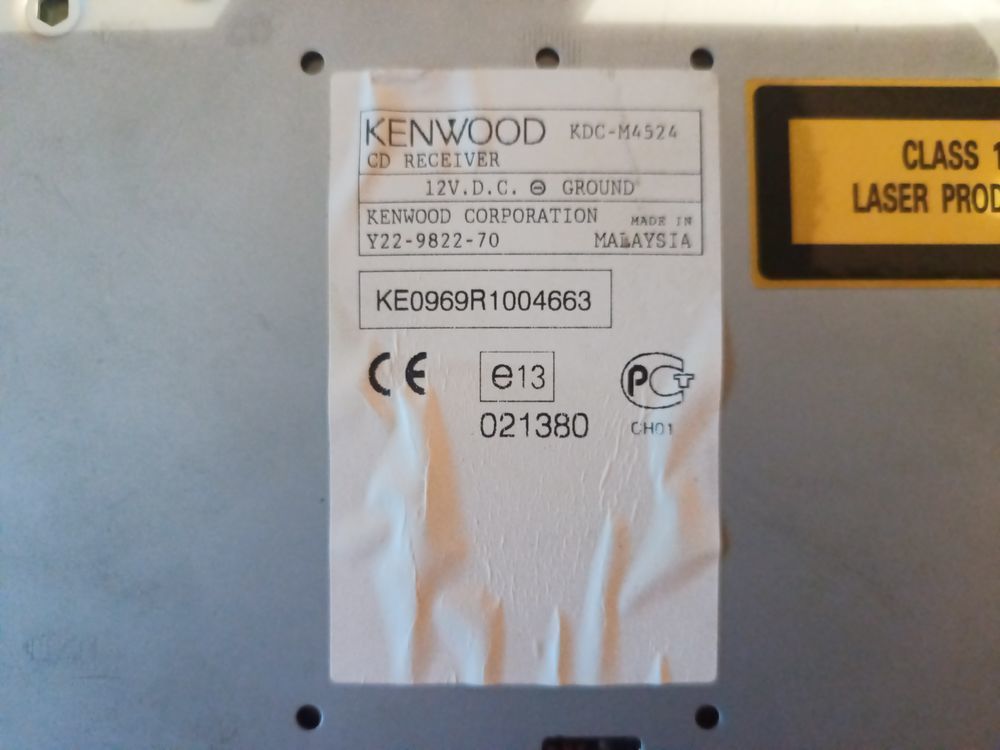 KENWOOD KDC-M4524
CD RECEIVER
12V.D.C. ⊖ GROUND
KENWOOD CORPORATION MADE IN
Y22-9822-70 MALAYSIA
KE0969R1004663
CE e13 PCT
021380 CH01
CLASS 1
LASER PROD